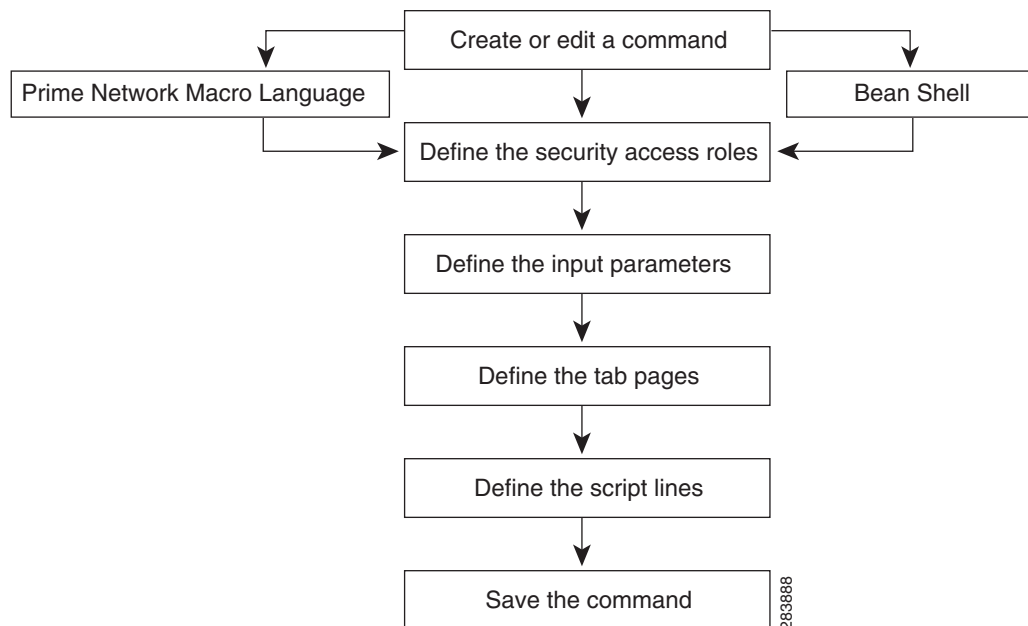 Create or edit a command
Prime Network Macro Language
Bean Shell
Define the security access roles
Define the input parameters
Define the tab pages
Define the script lines
Save the command
283888